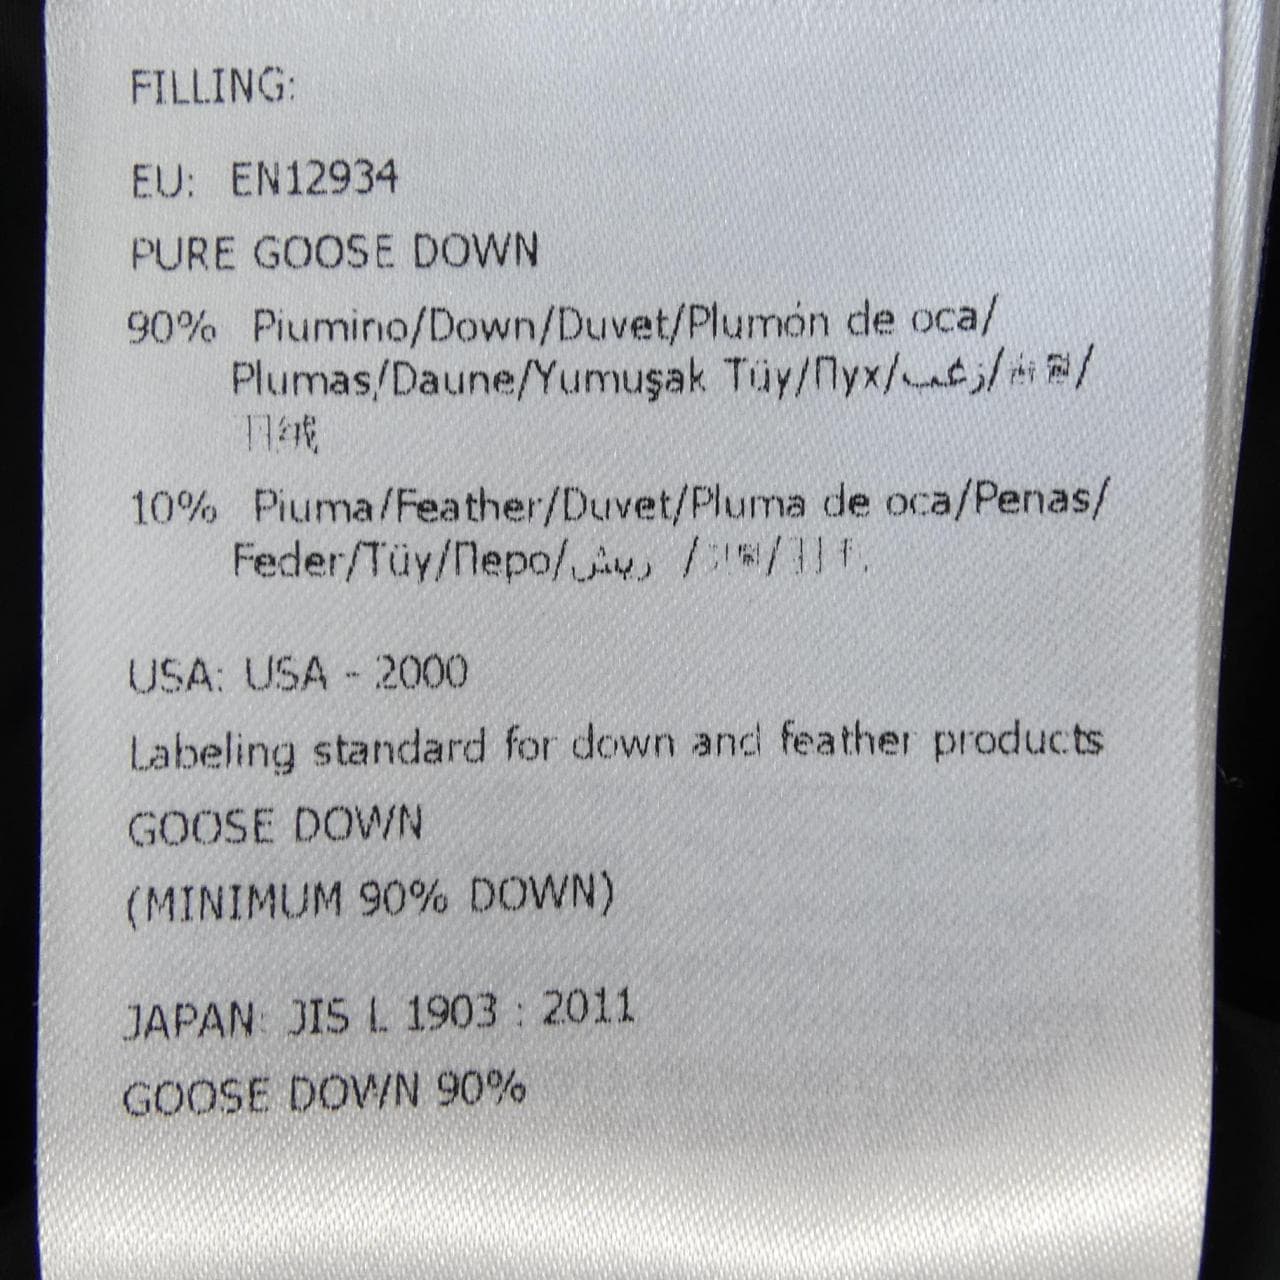 FILLING:
EU: EN12934
PURE GOOSE DOWN
90% Piumino/Down/Duvet/Plumón de oca/
Plumas/Daune/Yumuşak Tüy/Пух/زغب/
10% Piuma/Feather/Duvet/Pluma de oca/Penas/
Feder/Tüy/Перо/ريش /
USA: USA - 2000
Labeling standard for down and feather products
GOOSE DOWN
(MINIMUM 90% DOWN)
JAPAN: JIS L 1903 : 2011
GOOSE DOWN 90%